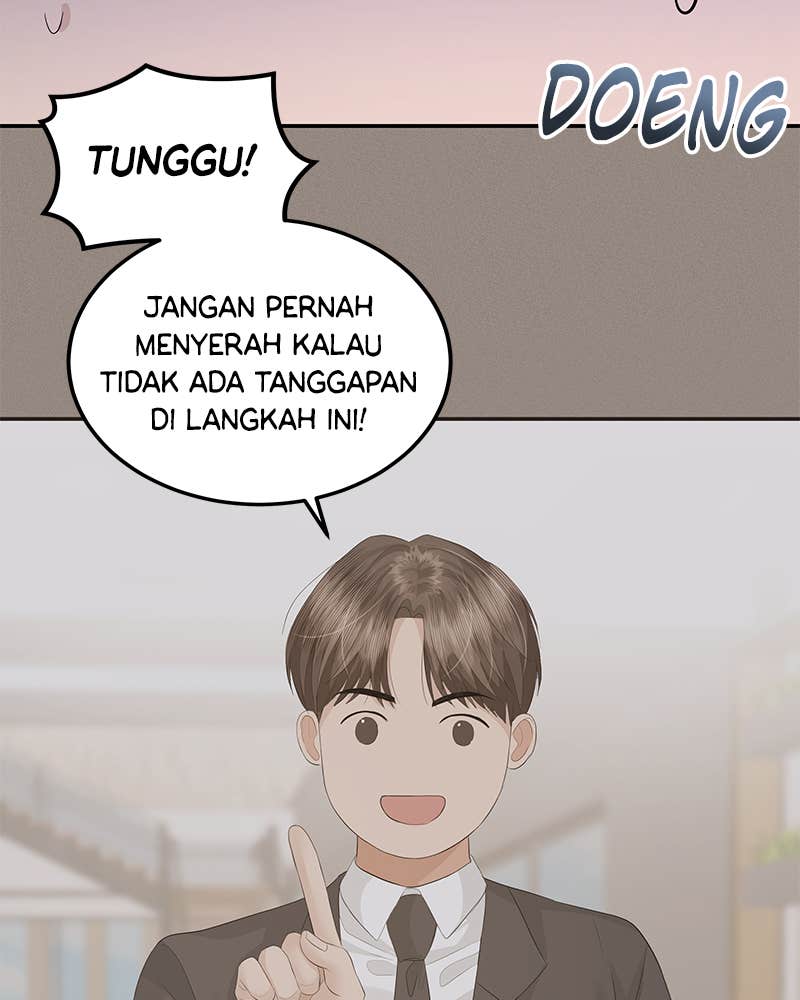 DOENG
TUNGGU!
JANGAN PERNAH
MENYERAH KALAU
TIDAK ADA TANGGAPAN
DI LANGKAH INI!